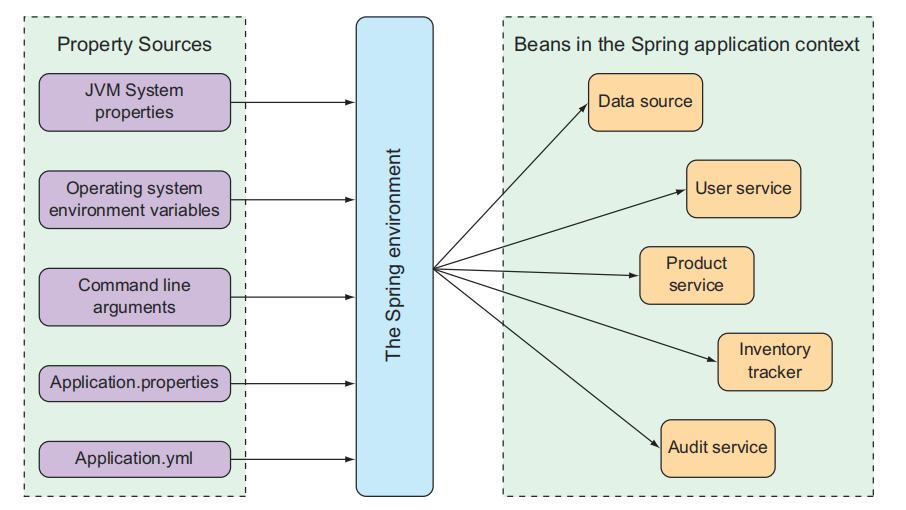 Property Sources
JVM System
properties
Operating system
environment variables
Command line
arguments
Application.properties
Application.yml
The Spring environment
Beans in the Spring application context
Data source
User service
Product
service
Inventory
tracker
Audit service